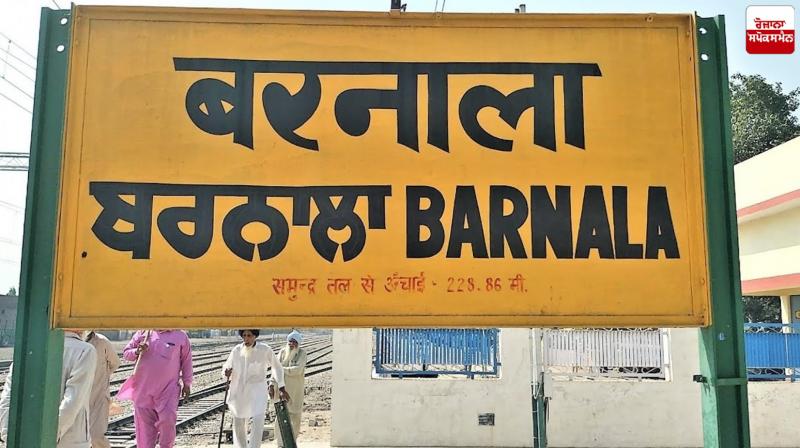 ਰੋਜ਼ਾਨਾ
ਸਪੋਕਸਮੈਨ
बरनाला
ਬਰਨਾਲਾ BARNALA
समुन्द्र तल से ऊँचाई - 228.86 मी.